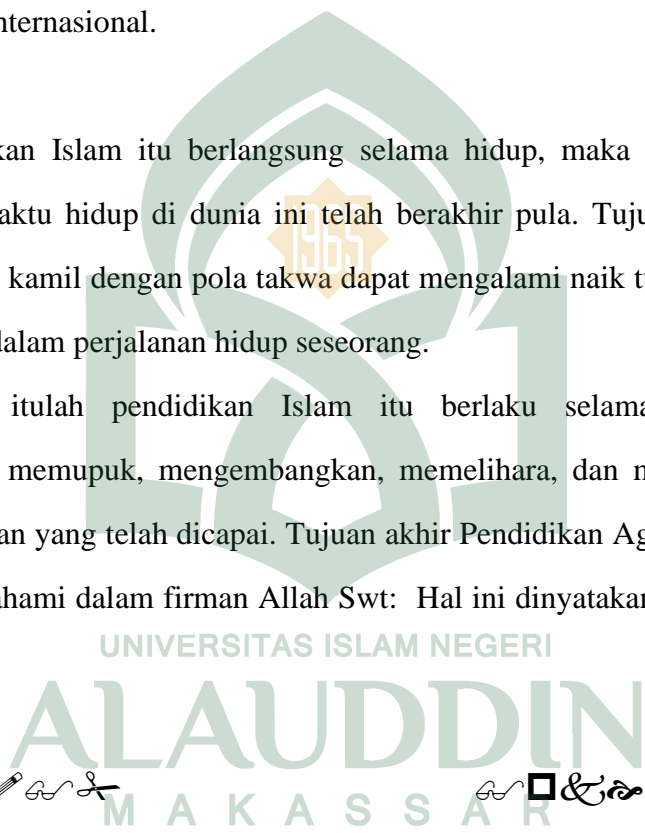 nternasional.
kan Islam itu berlangsung selama hidup, maka
aktu hidup di dunia ini telah berakhir pula. Tuju
kamil dengan pola takwa dapat mengalami naik tu
dalam perjalanan hidup seseorang.
itulah pendidikan Islam itu berlaku selama
memupuk, mengembangkan, memelihara, dan m
an yang telah dicapai. Tujuan akhir Pendidikan Ag
ahami dalam firman Allah Swt: Hal ini dinyatakan
1965
UNIVERSITAS ISLAM NEGERI
ALAUDDIN
MAKASSAR